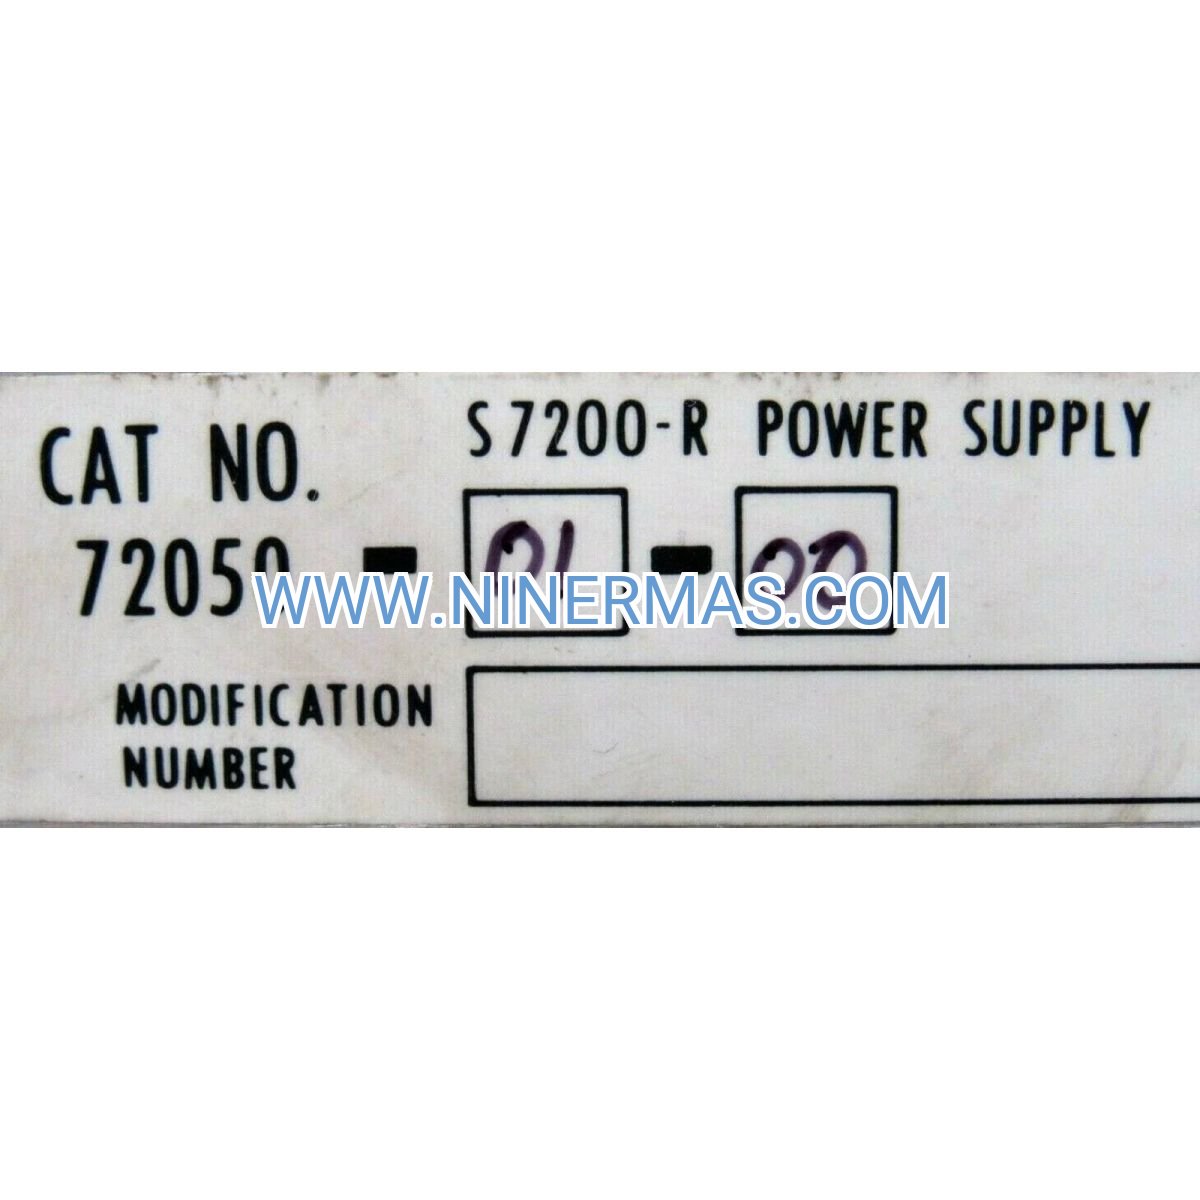 S7200-R POWER SUPPLY
CAT NO.
72050 - 01 - 00
WWW.NINERMAS.COM
MODIFICATION
NUMBER